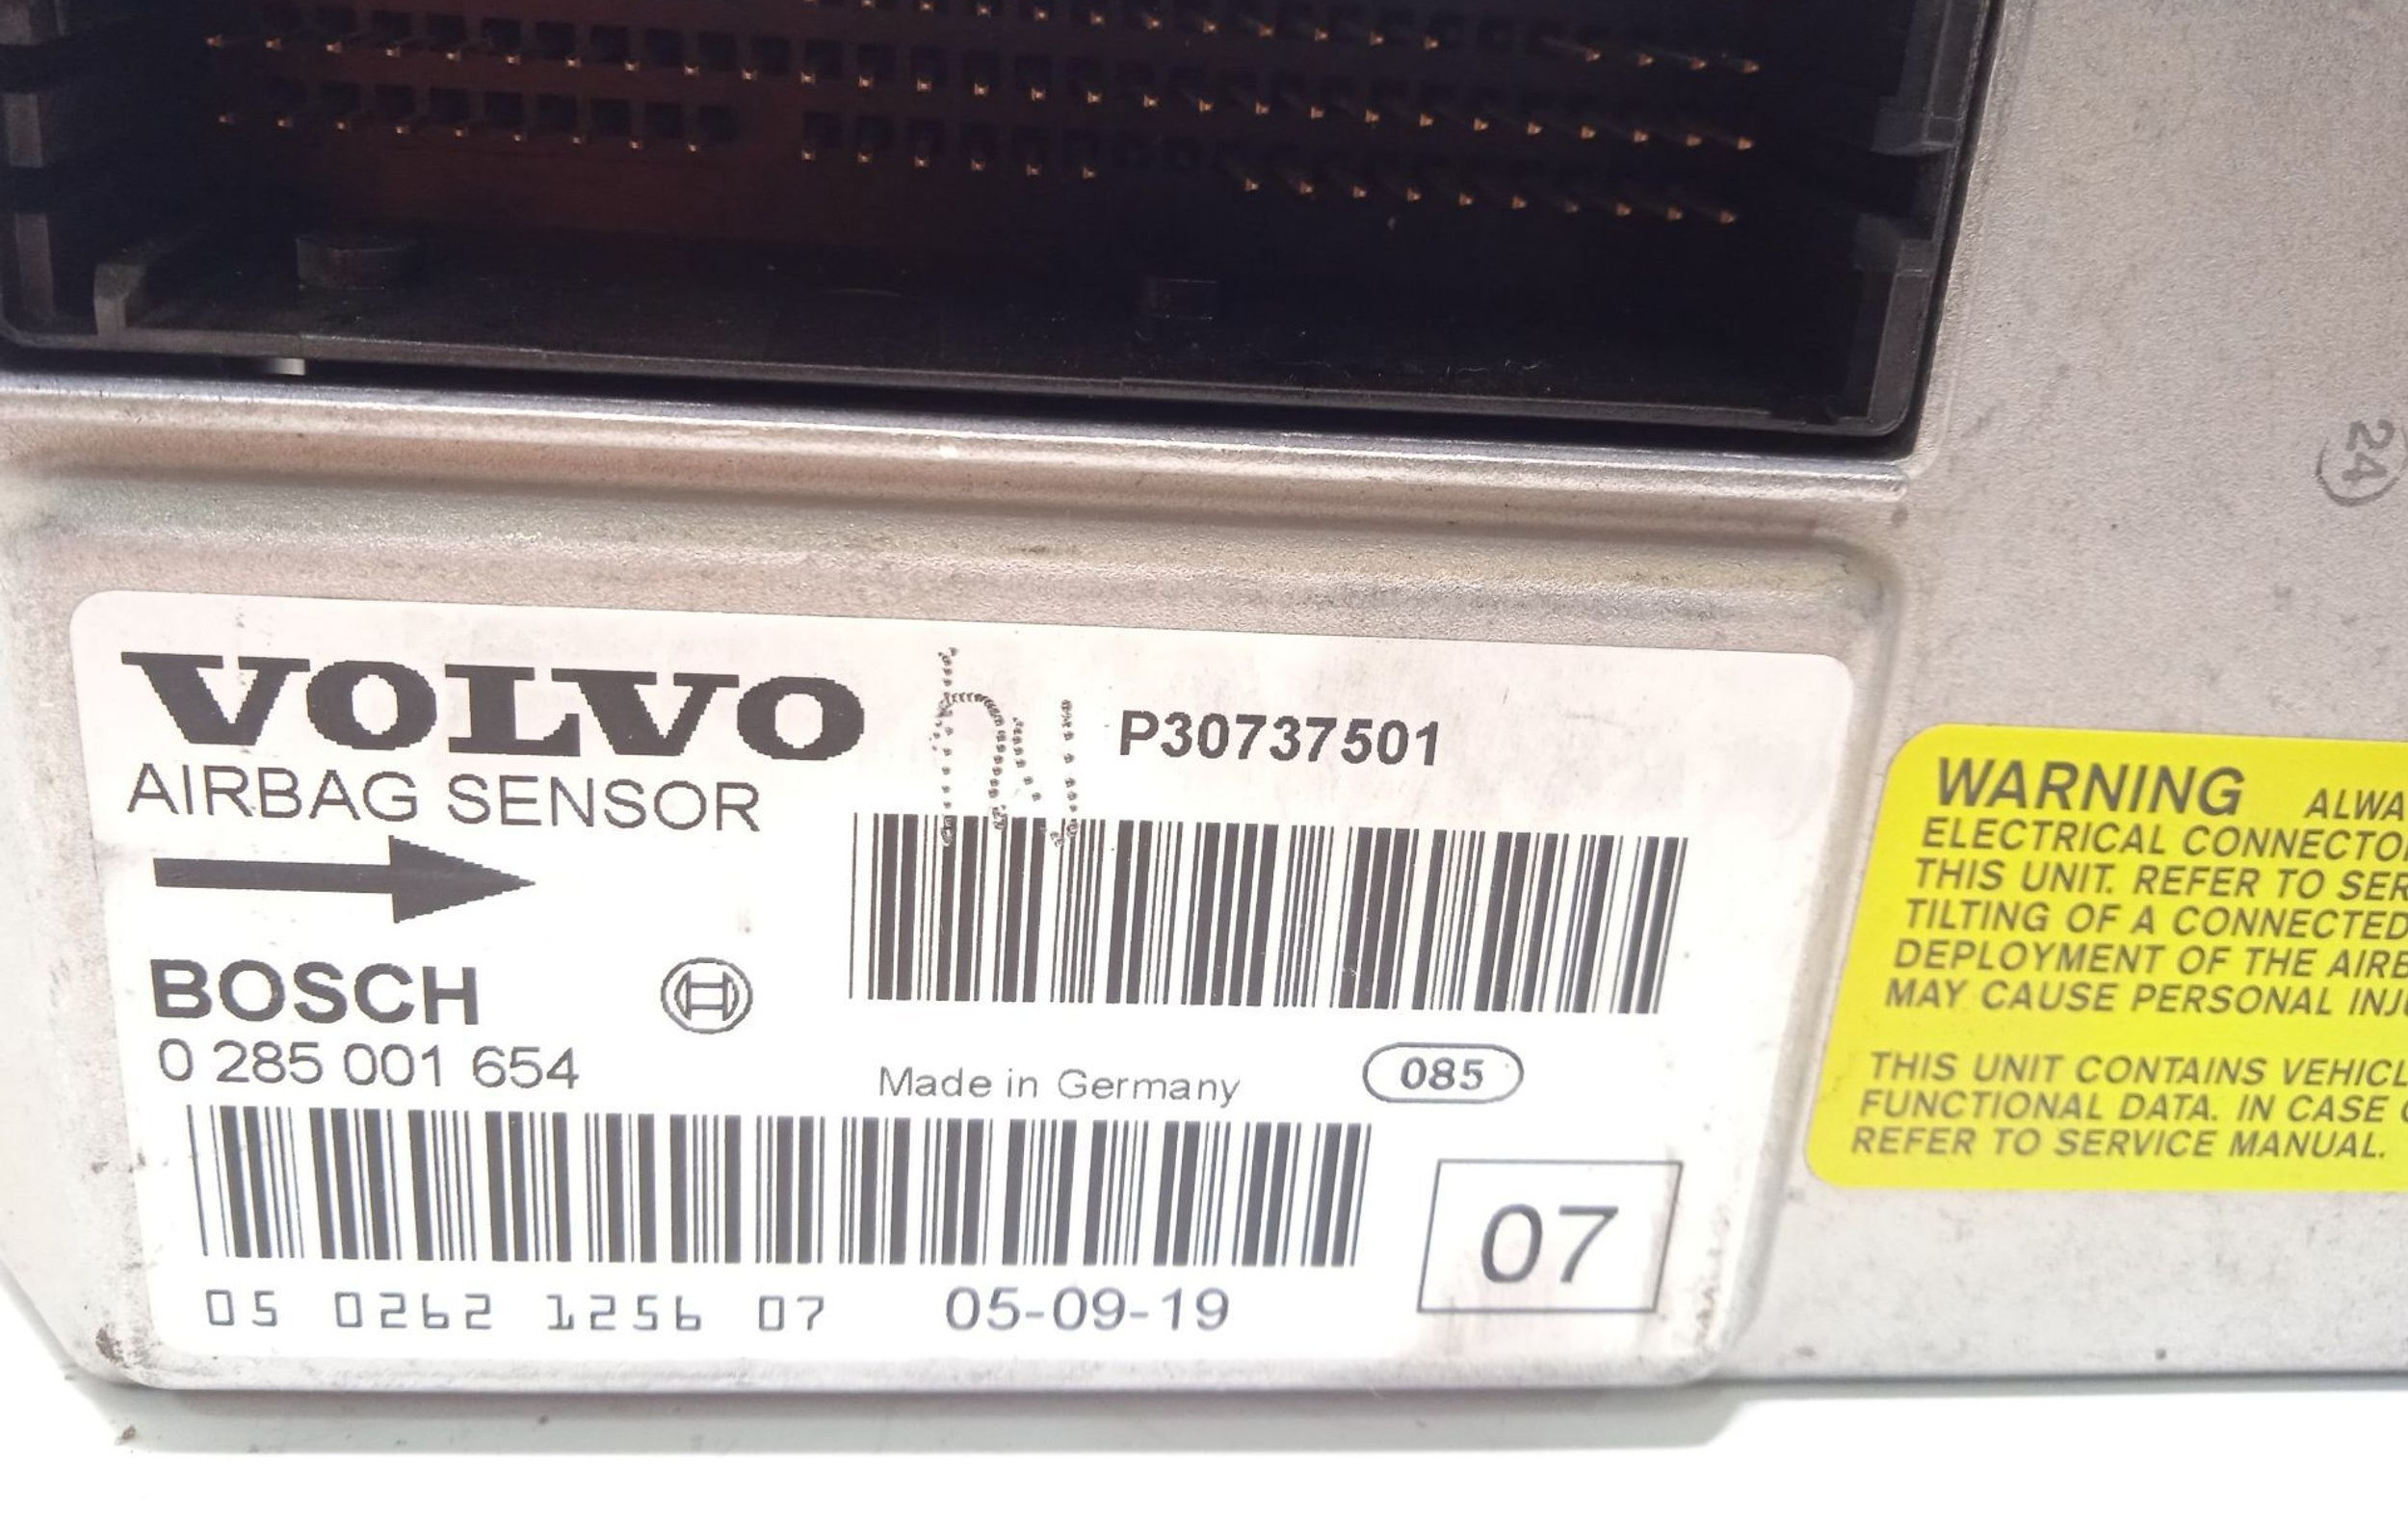 24
VOLVO
P30737501
AIRBAG SENSOR
BOSCH
0 285 001 654
Made in Germany
085
05 0262 1256 07
05-09-19
07
WARNING
ELECTRICAL
THIS UNIT. REFER TO
TILTING OF A CONNECTED
DEPLOYMENT OF THE
MAY CAUSE PERSONAL
THIS UNIT CONTAINS
FUNCTIONAL DATA. IN CASE
REFER TO SERVICE MANUAL.